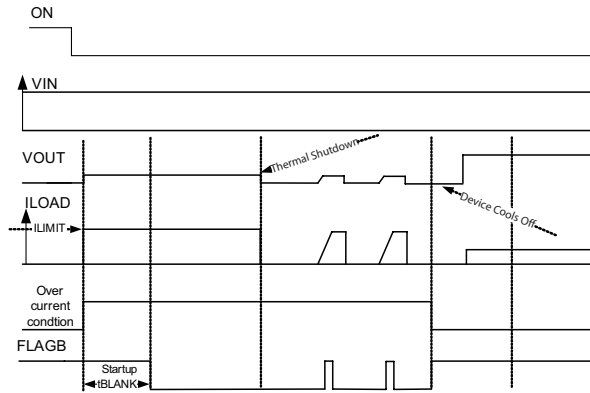 ON
VIN
VOUT
Thermal Shutdown
ILOAD
Device Cools Off
ILIMIT
Over
current
condtion
FLAGB
Startup
tBLANK